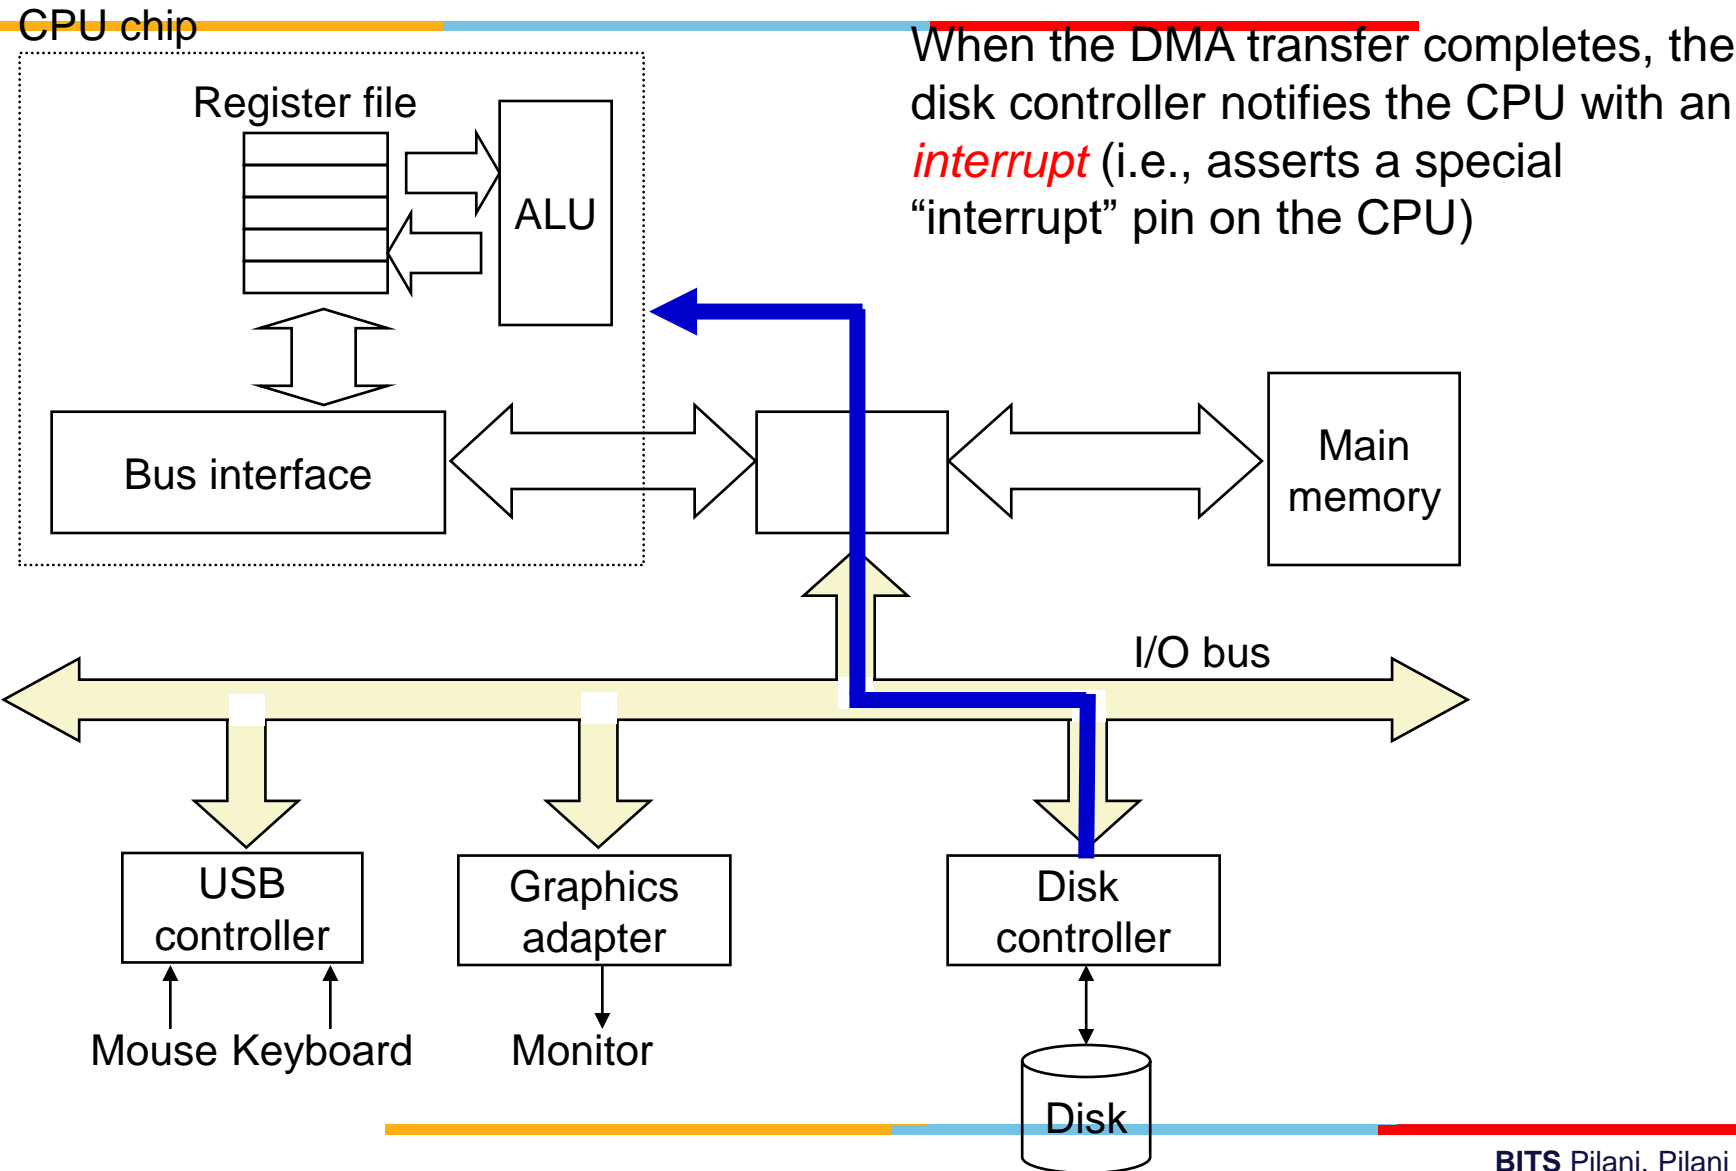 CPU chip
When the DMA transfer completes, the
disk controller notifies the CPU with an
interrupt (i.e., asserts a special
“interrupt” pin on the CPU)
Register file
ALU
Bus interface
Main
memory
I/O bus
USB
controller
Graphics
adapter
Disk
controller
Mouse Keyboard
Monitor
Disk
BITS Pilani, Pilani